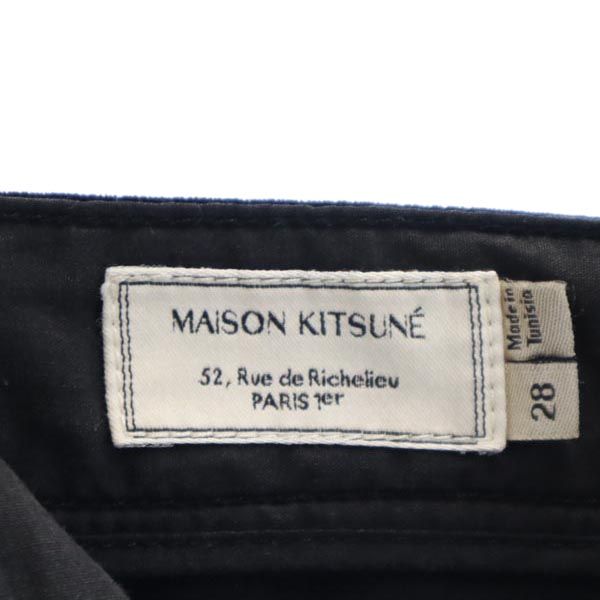 MAISON KITSUNÉ
52, Rue de Richelieu
PARIS 1er
Made in
Tunisia
28